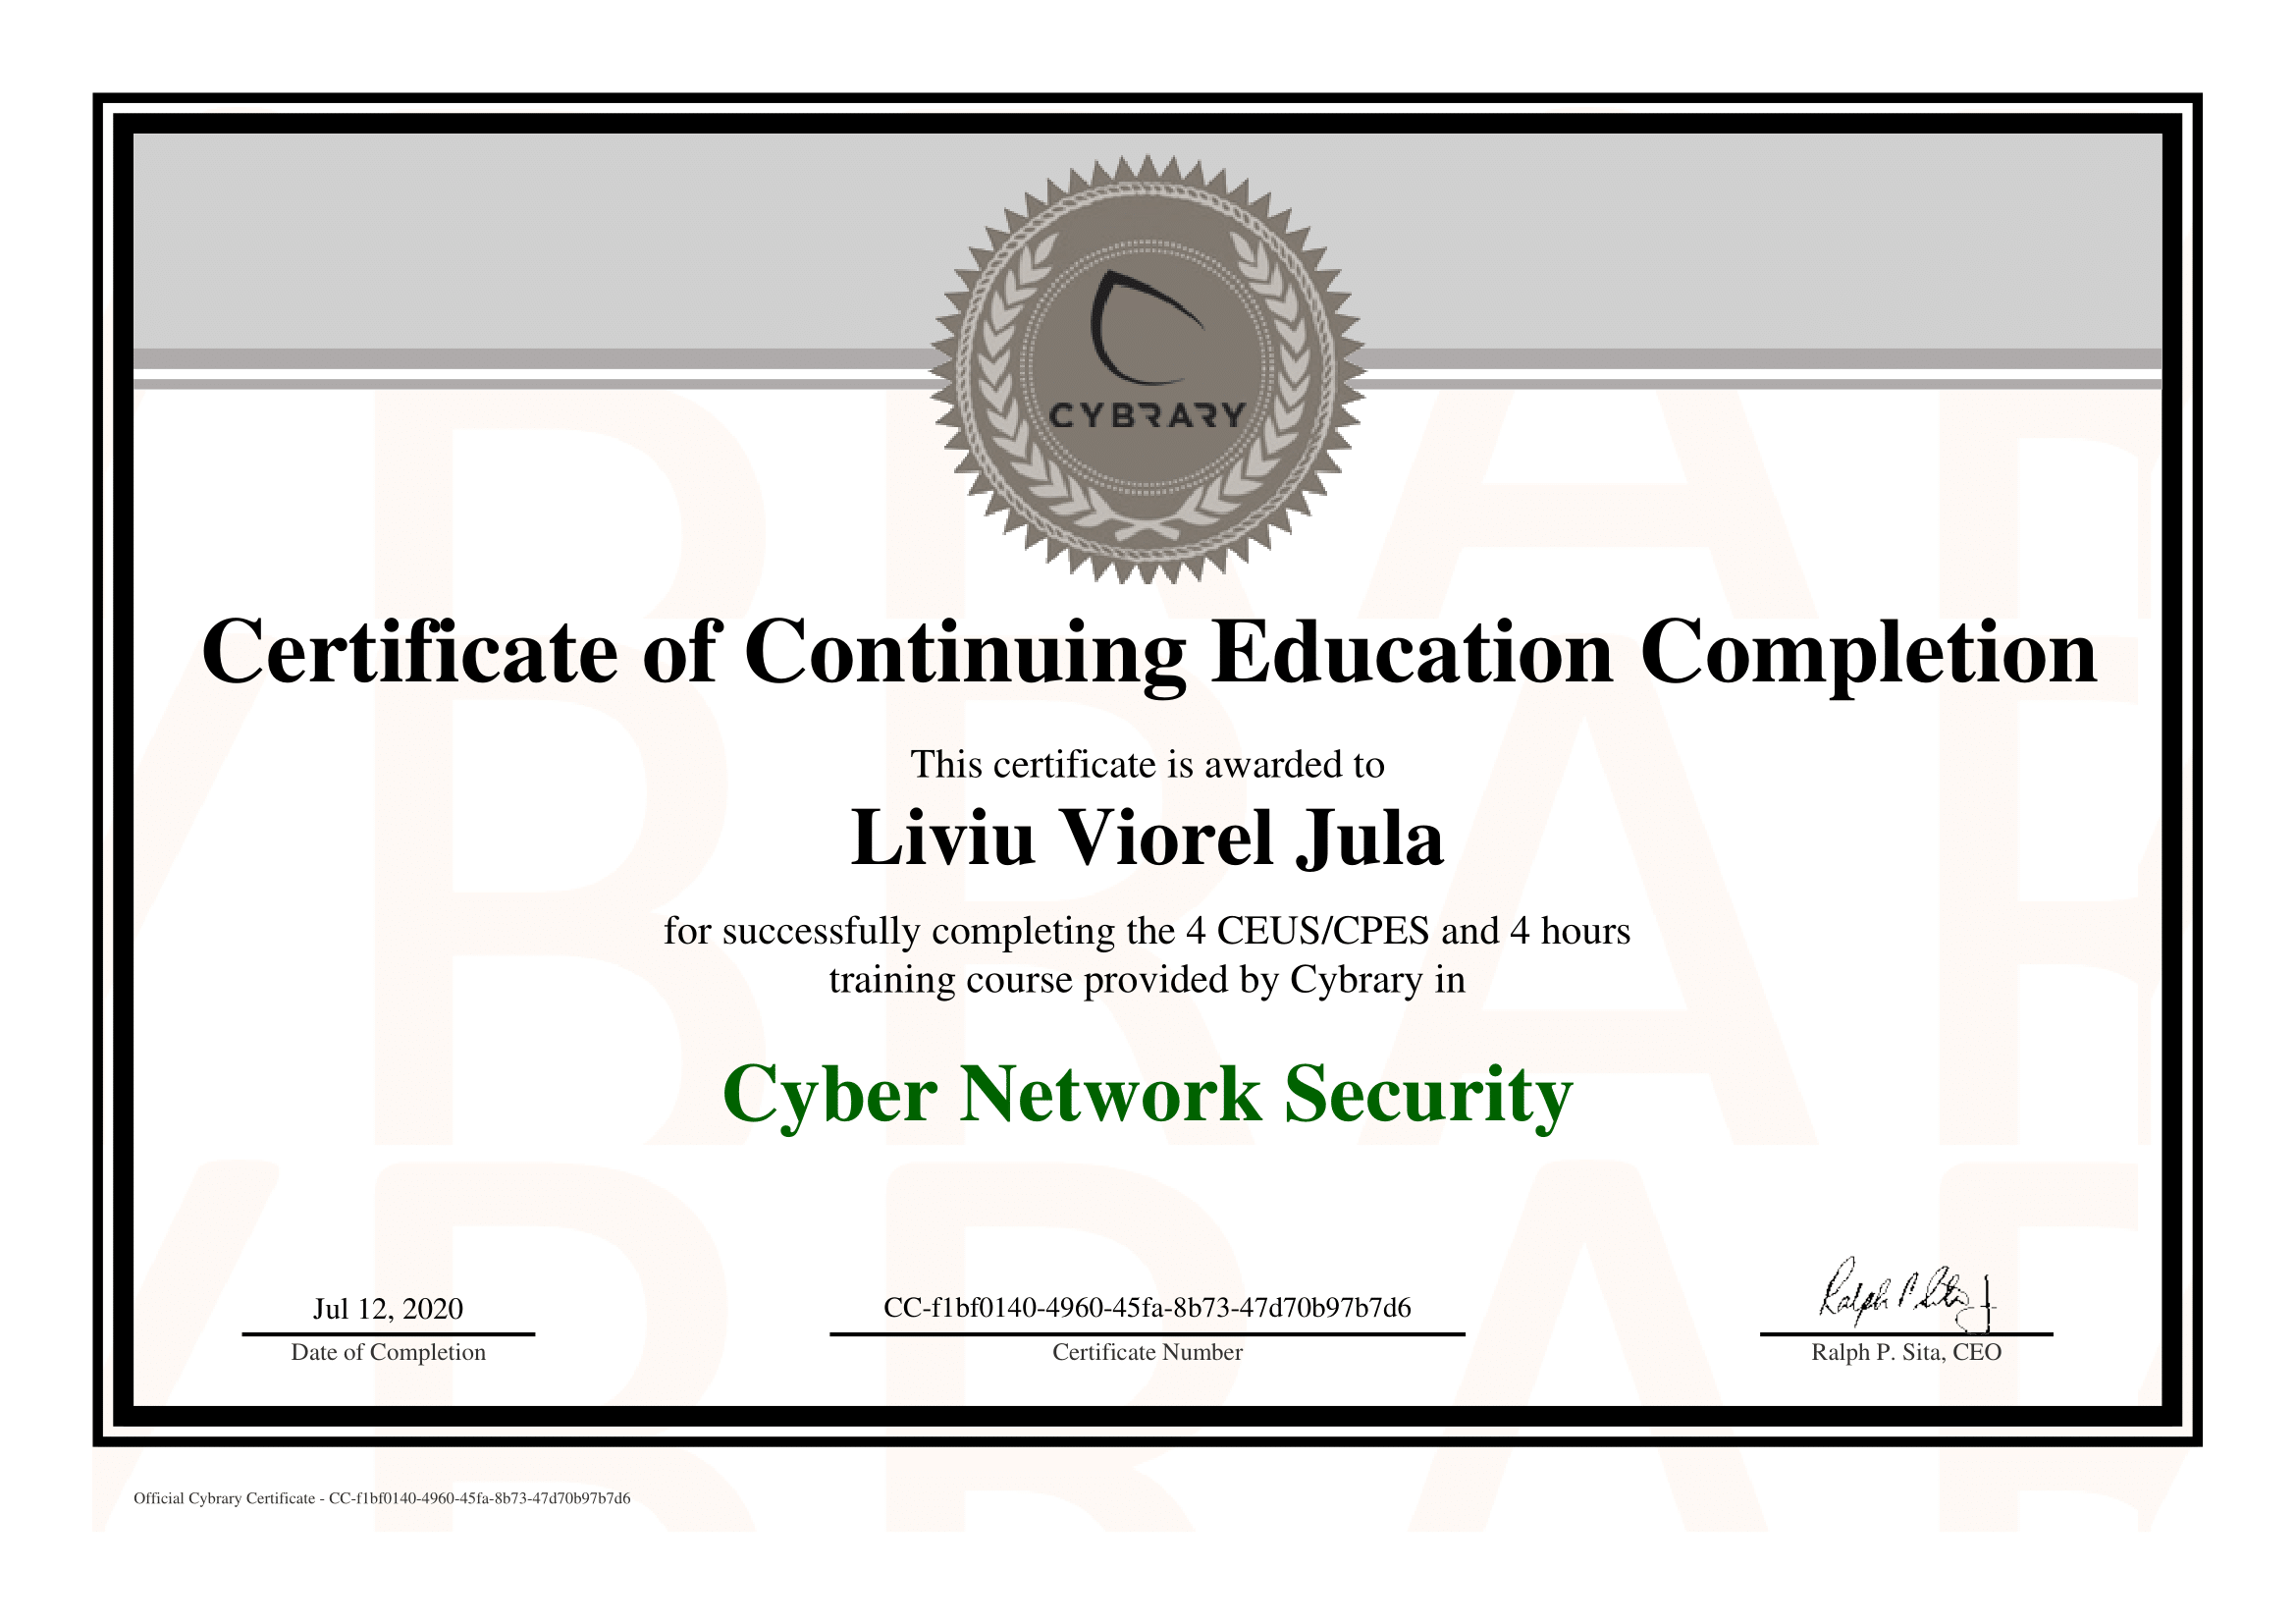 CYBRARY
Certificate of Continuing Education Completion
This certificate is awarded to
Liviu Viorel Jula
for successfully completing the 4 CEUS/CPES and 4 hours
training course provided by Cybrary in
Cyber Network Security
Jul 12, 2020
Date of Completion
CC-f1bf0140-4960-45fa-8b73-47d70b97b7d6
Certificate Number
Ralph P. Sita, CEO
Official Cybrary Certificate - CC-f1bf0140-4960-45fa-8b73-47d70b97b7d6